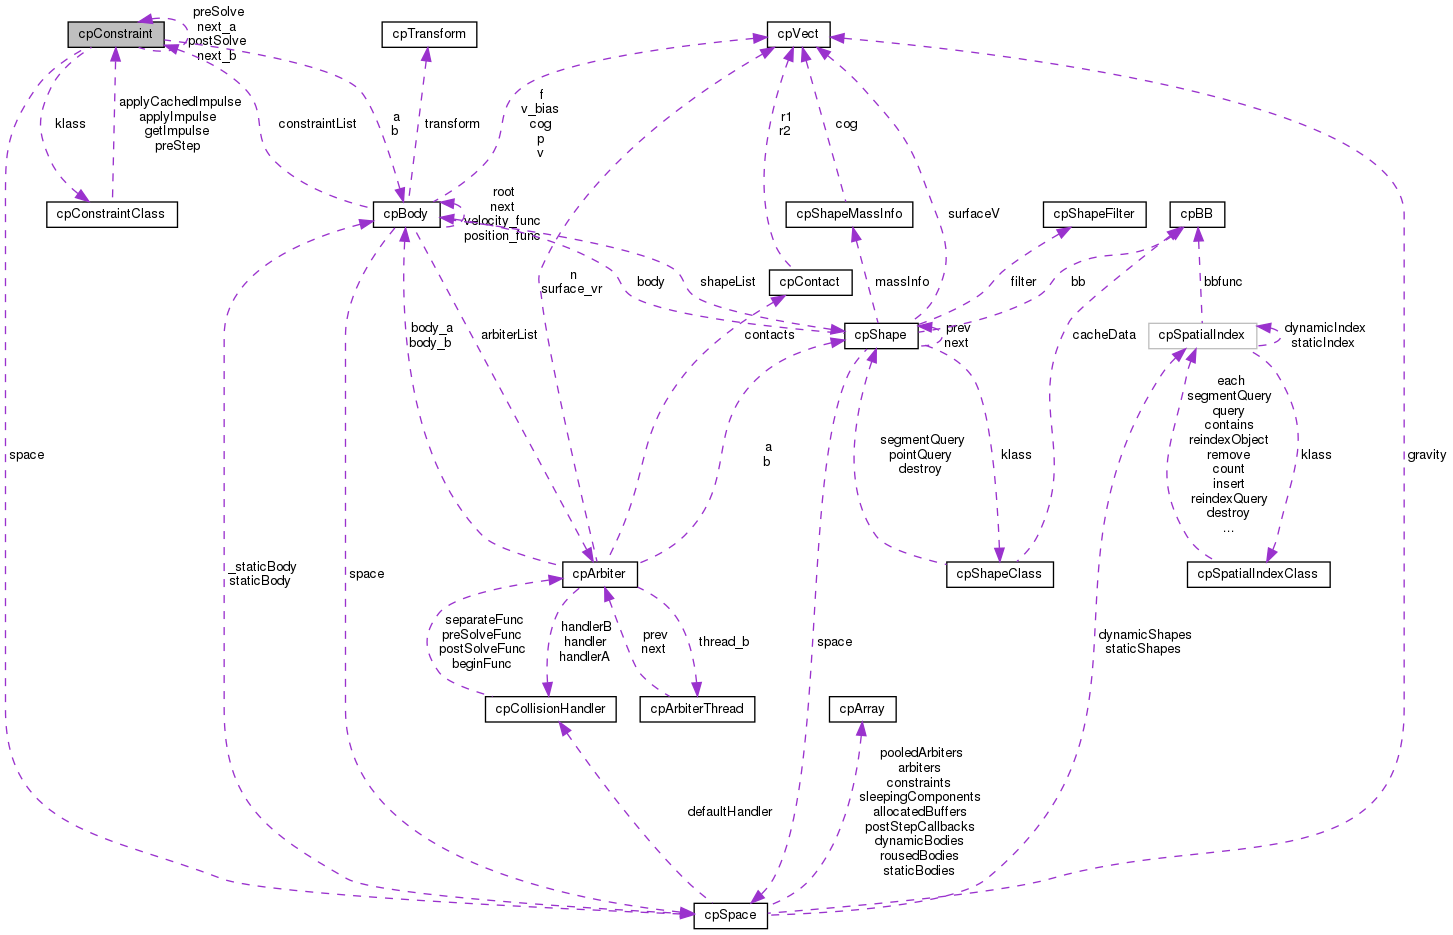 cpConstraint
preSolve
next_a
postSolve
next_b
cpTransform
cpVect
klass
applyCachedImpulse
applyImpulse
getImpulse
preStep
constraintList
a
b
transform
f
v_bias
cog
p
v
r1
r2
cog
cpConstraintClass
cpBody
root
next
velocity_func
position_func
cpShapeMassInfo
surfaceV
cpShapeFilter
cpBB
n
surface_vr
body
shapeList
cpContact
massInfo
filter
bb
bbfunc
body_a
body_b
arbiterList
contacts
cpShape
prev
next
cacheData
cpSpatialIndex
dynamicIndex
staticIndex
space
a
b
segmentQuery
pointQuery
destroy
klass
each
segmentQuery
query
contains
reindexObject
remove
count
insert
reindexQuery
destroy
...
klass
gravity
_staticBody
staticBody
space
cpArbiter
cpShapeClass
cpSpatialIndexClass
separateFunc
preSolveFunc
postSolveFunc
beginFunc
handlerB
handler
handlerA
prev
next
thread_b
space
dynamicShapes
staticShapes
cpCollisionHandler
cpArbiterThread
cpArray
defaultHandler
pooledArbiters
arbiters
constraints
sleepingComponents
allocatedBuffers
postStepCallbacks
dynamicBodies
rousedBodies
staticBodies
cpSpace